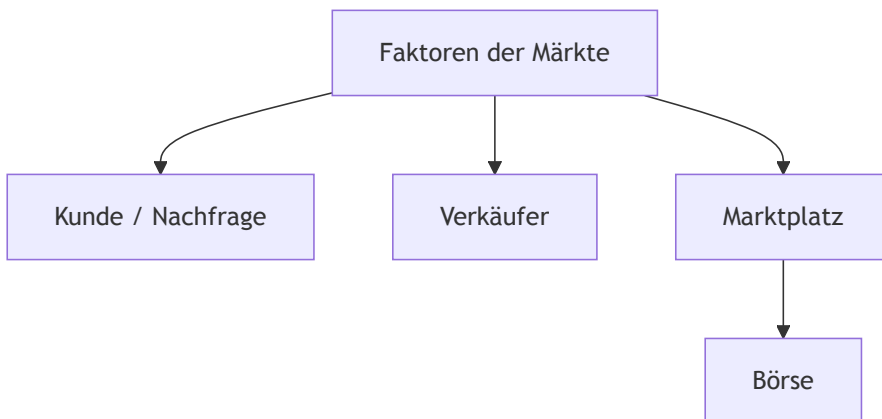 Faktoren der Märkte
Kunde / Nachfrage
Verkäufer
Marktplatz
Börse